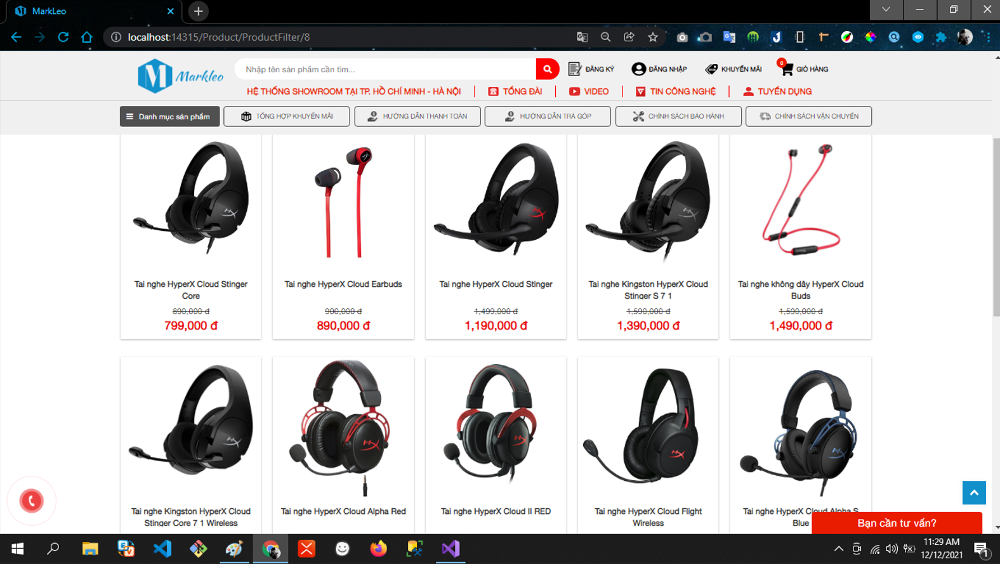 MarkLeo
localhost:14315/Product/ProductFilter/8
Markleo
Nhập tên sản phẩm cần tìm...
ĐĂNG KÝ
ĐĂNG NHẬP
KHUYẾN MÃI
0
GIỎ HÀNG
HỆ THỐNG SHOWROOM TẠI TP. HỒ CHÍ MINH - HÀ NỘI
TỔNG ĐÀI
VIDEO
TIN CÔNG NGHỆ
TUYỂN DỤNG
Danh mục sản phẩm
TỔNG HỢP KHUYẾN MÃI
HƯỚNG DẪN THANH TOÁN
HƯỚNG DẪN TRẢ GÓP
CHÍNH SÁCH BẢO HÀNH
CHÍNH SÁCH VẬN CHUYỂN
Tai nghe HyperX Cloud Stinger
Core
890,000 đ
799,000 đ
Tai nghe HyperX Cloud Earbuds
900,000 đ
890,000 đ
Tai nghe HyperX Cloud Stinger
1,499,000 đ
1,190,000 đ
Tai nghe Kingston HyperX Cloud
Stinger S 7 1
1,590,000 đ
1,390,000 đ
Tai nghe không dây HyperX Cloud
Buds
1,590,000 đ
1,490,000 đ
Tai nghe Kingston HyperX Cloud
Stinger Core 7 1 Wireless
Tai nghe HyperX Cloud Alpha Red
Tai nghe HyperX Cloud II RED
Tai nghe HyperX Cloud Flight
Wireless
Tai nghe HyperX Cloud Alpha S
Blue
Bạn cần tư vấn?
11:29 AM
12/12/2021
1